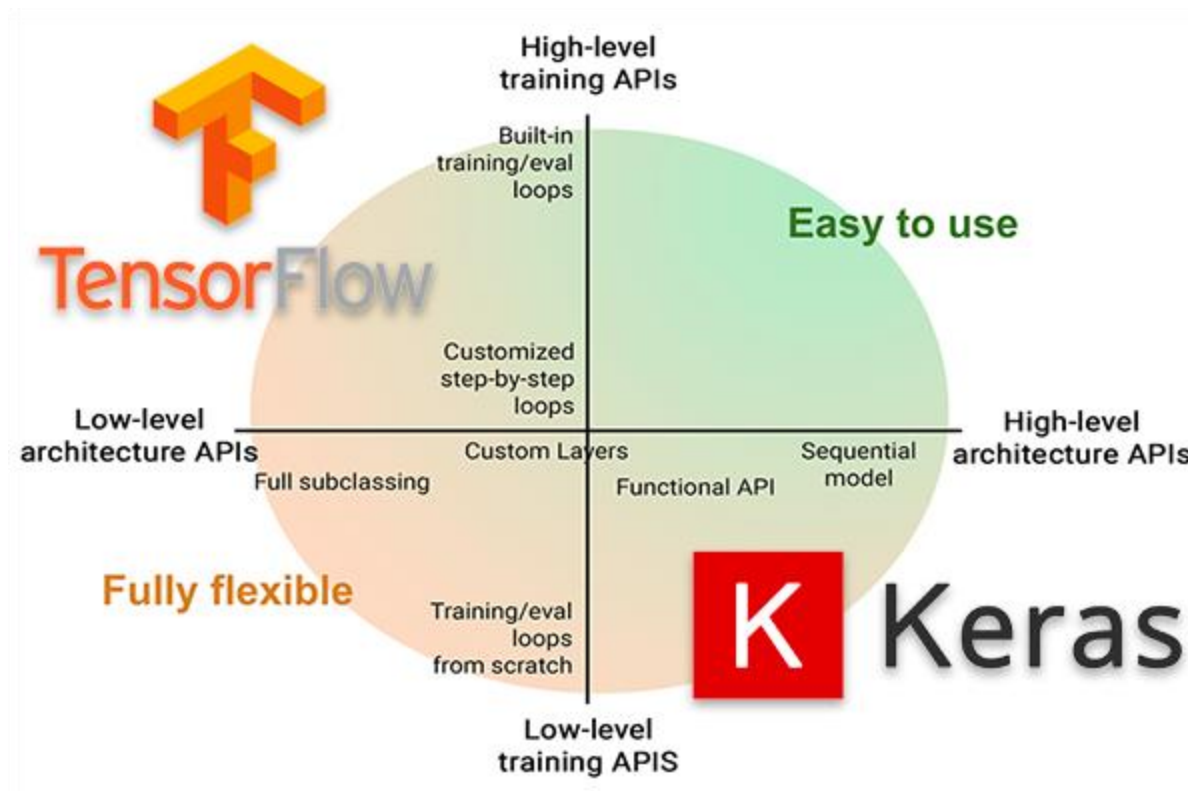 High-level
training APIs
Built-in
training/eval
loops
Easy to use
TensorFlow
Customized
step-by-step
loops
Low-level
architecture APIs
High-level
architecture APIs
Custom Layers
Sequential
model
Full subclassing
Functional API
Fully flexible
Training/eval
loops
from scratch
K Keras
Low-level
training APIS